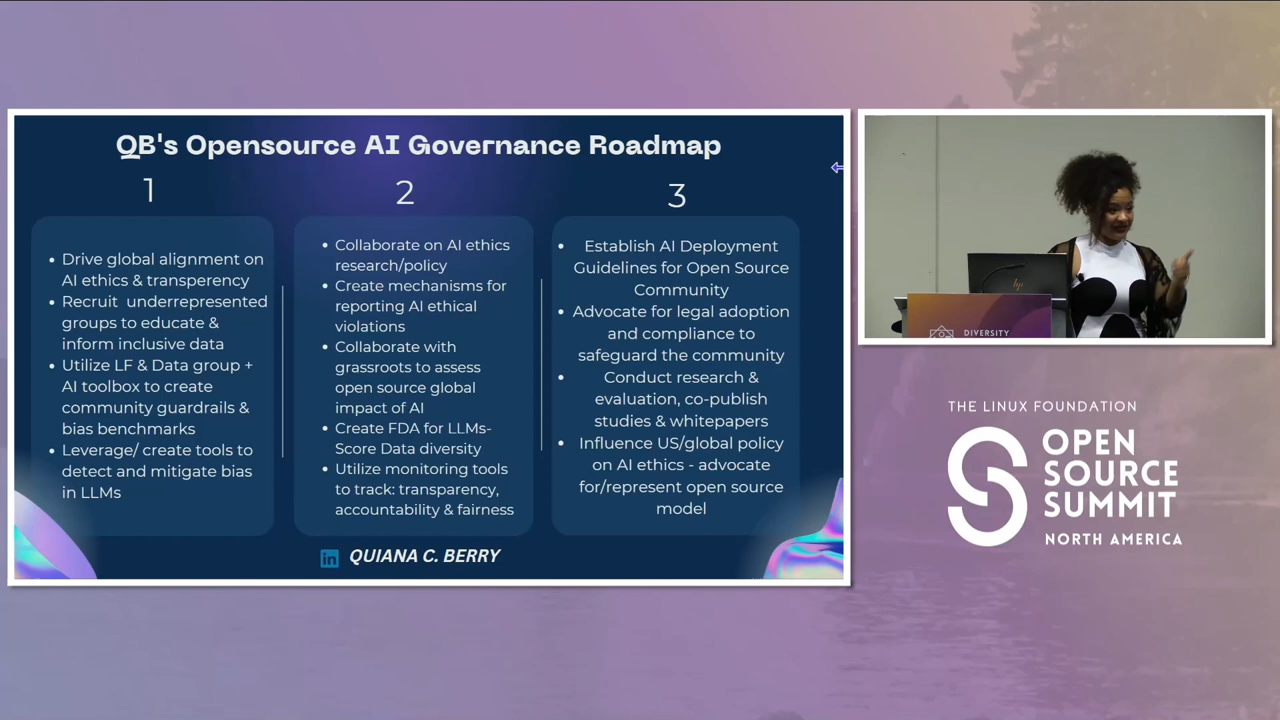 QB's Opensource AI Governance Roadmap
1
Drive global alignment on
AI ethics & transperency
Recruit underrepresented
groups to educate &
inform inclusive data
Utilize LF & Data group +
AI toolbox to create
community guardrails &
bias benchmarks
Leverage/ create tools to
detect and mitigate bias
in LLMs
2
Collaborate on AI ethics
research/policy
Create mechanisms for
reporting AI ethical
violations
Collaborate with
grassroots to assess
open source global
impact of AI
Create FDA for LLMs-
Score Data diversity
Utilize monitoring tools
to track: transparency,
accountability & fairness
3
Establish AI Deployment
Guidelines for Open Source
Community
Advocate for legal adoption
and compliance to
safeguard the community
Conduct research &
evaluation, co-publish
studies & whitepapers
Influence US/global policy
on AI ethics - advocate
for/represent open source
model
in QUIANA C. BERRY
hp
DIVERSITY
THE LINUX FOUNDATION
OPEN
SOURCE
SUMMIT
NORTH AMERICA